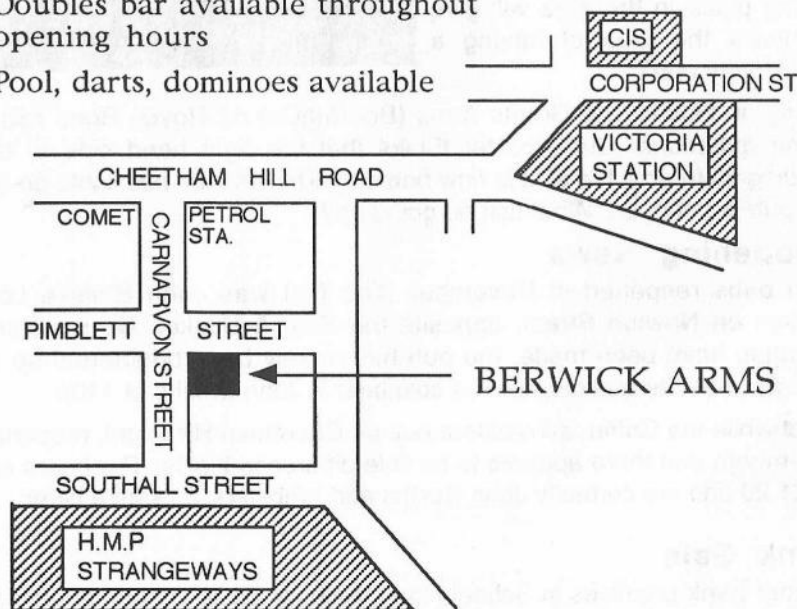 Doubles bar available throughout
opening hours
Pool, darts, dominoes available
CIS
CORPORATION ST
VICTORIA
STATION
CHEETHAM HILL ROAD
COMET
PETROL
STA.
CARNARVON STREET
PIMBLETT STREET
BERWICK ARMS
SOUTHALL STREET
H.M.P
STRANGEWAYS